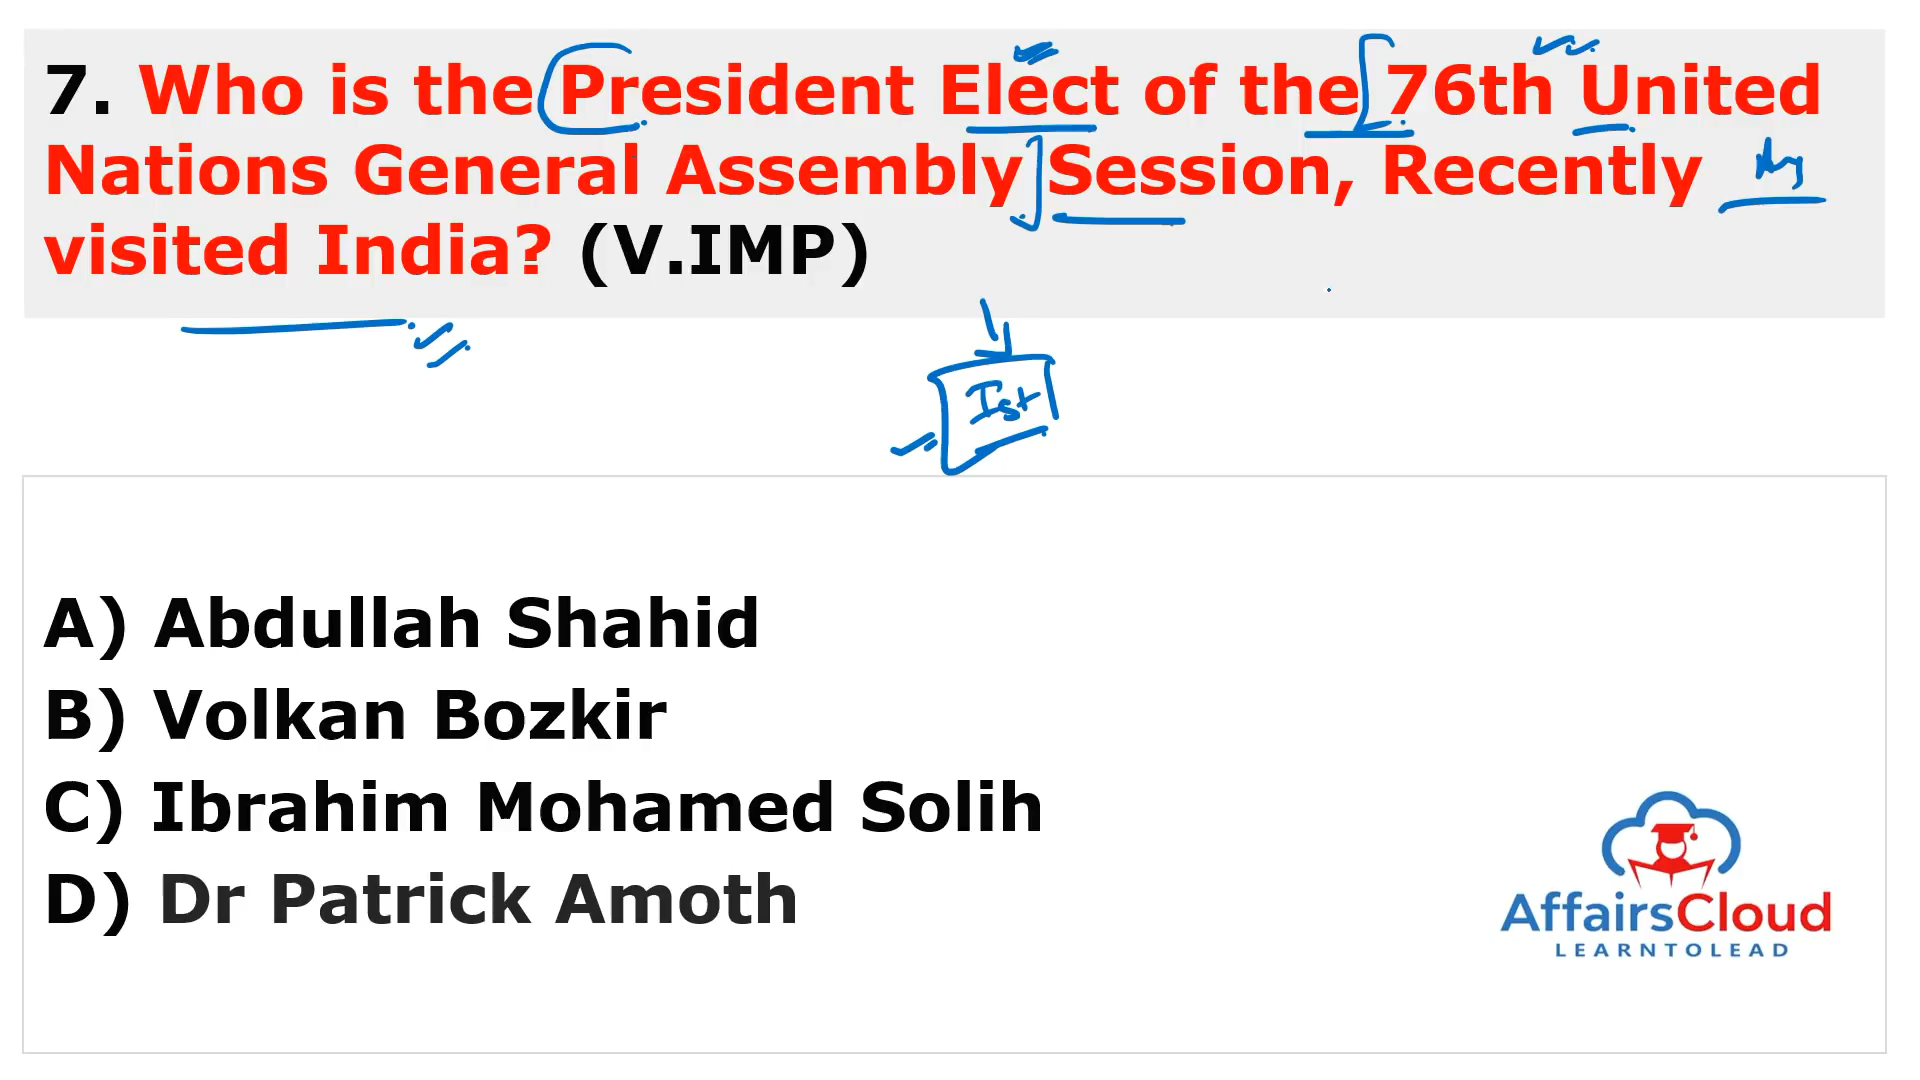 7. Who is the President Elect of the 76th United
Nations General Assembly Session, Recently
visited India? (V.IMP)
Ist
A) Abdullah Shahid
B) Volkan Bozkir
C) Ibrahim Mohamed Solih
D) Dr Patrick Amoth
AffairsCloud
LEARNTOLEAD